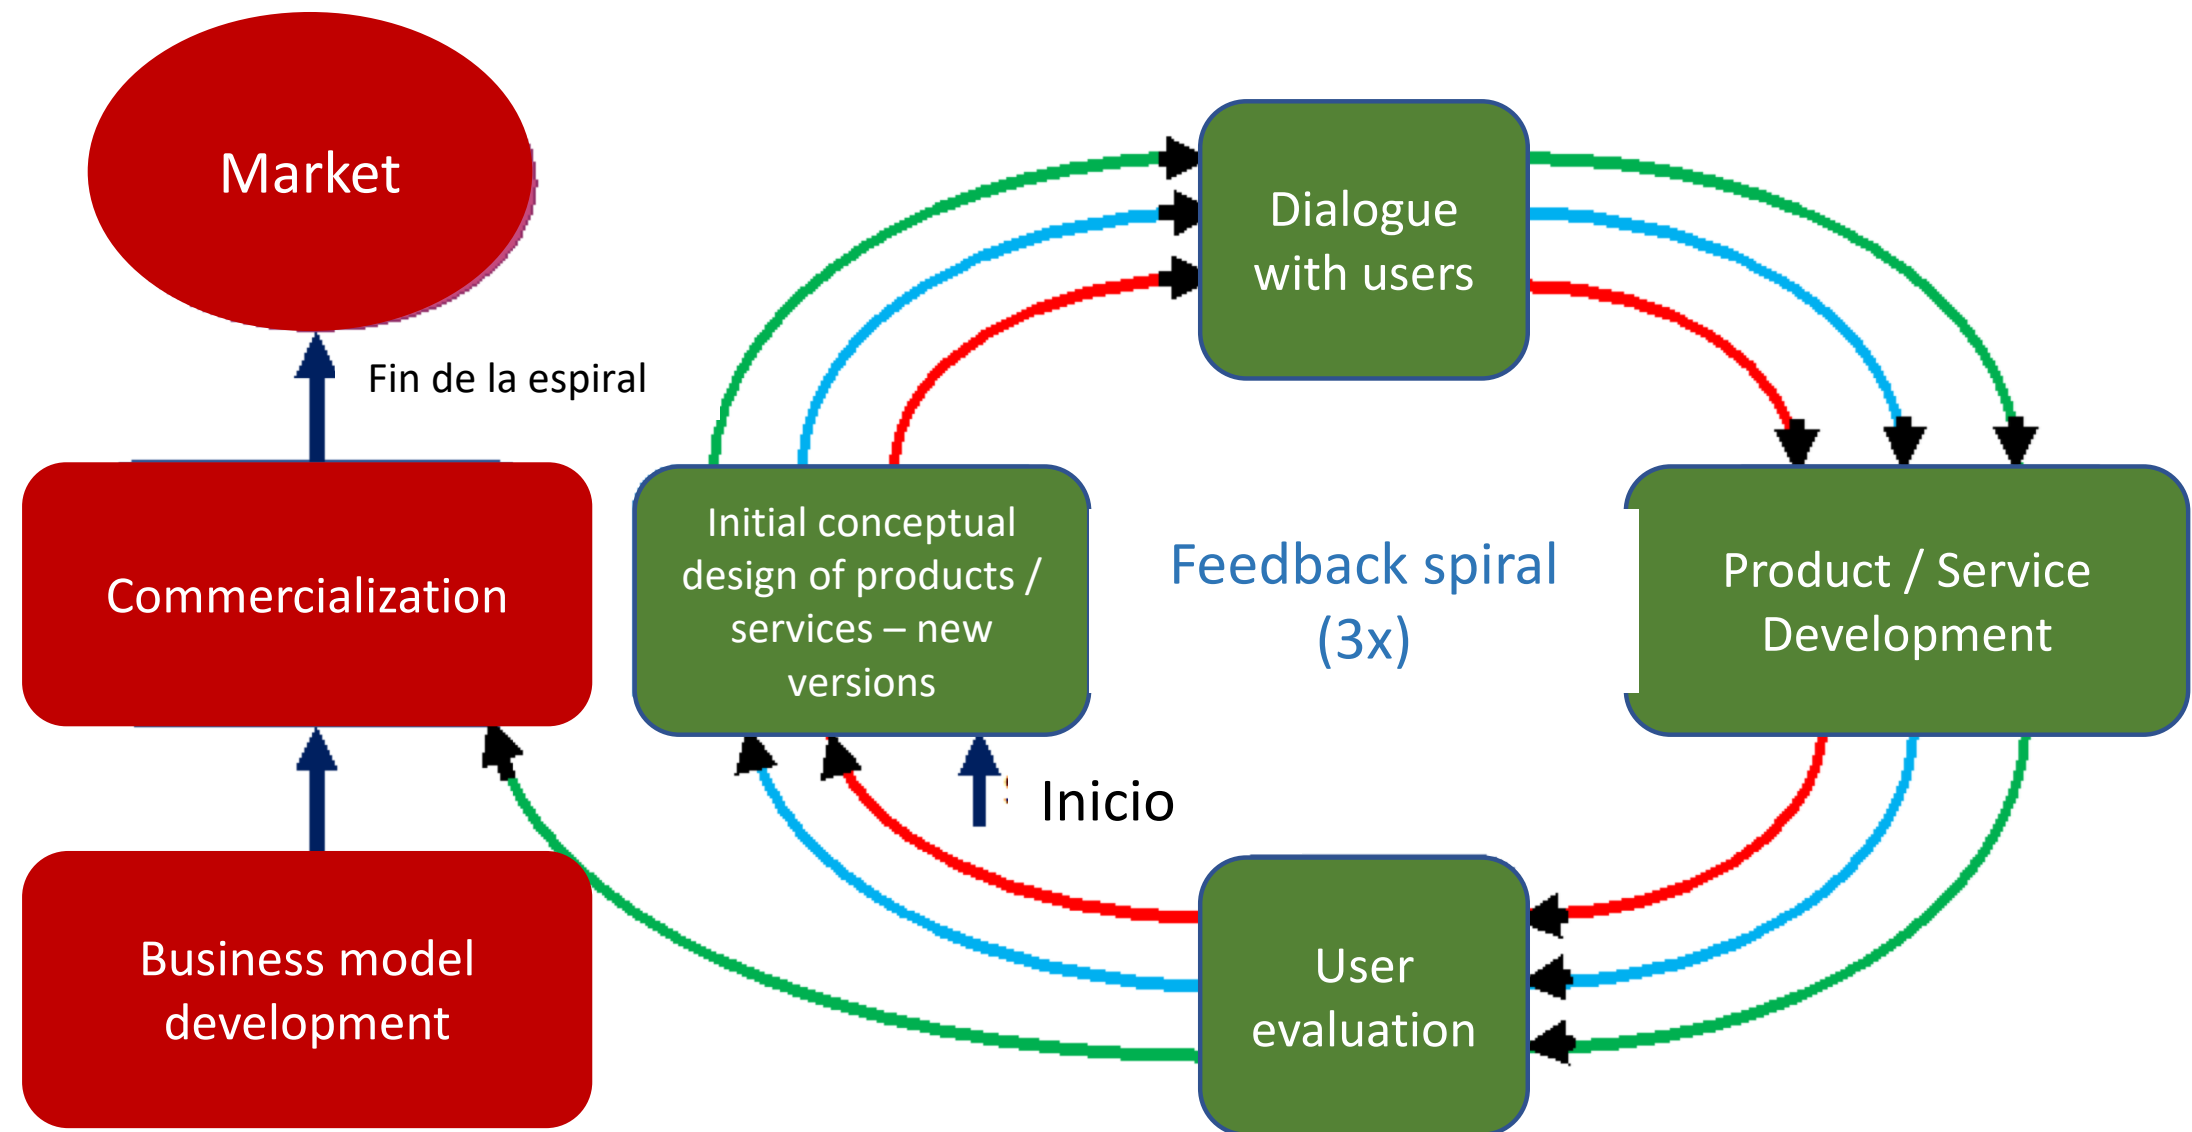 Market
Fin de la espiral
Commercialization
Business model
development
Initial conceptual
design of products /
services – new
versions
Inicio
Dialogue
with users
Feedback spiral
(3x)
Product / Service
Development
User
evaluation